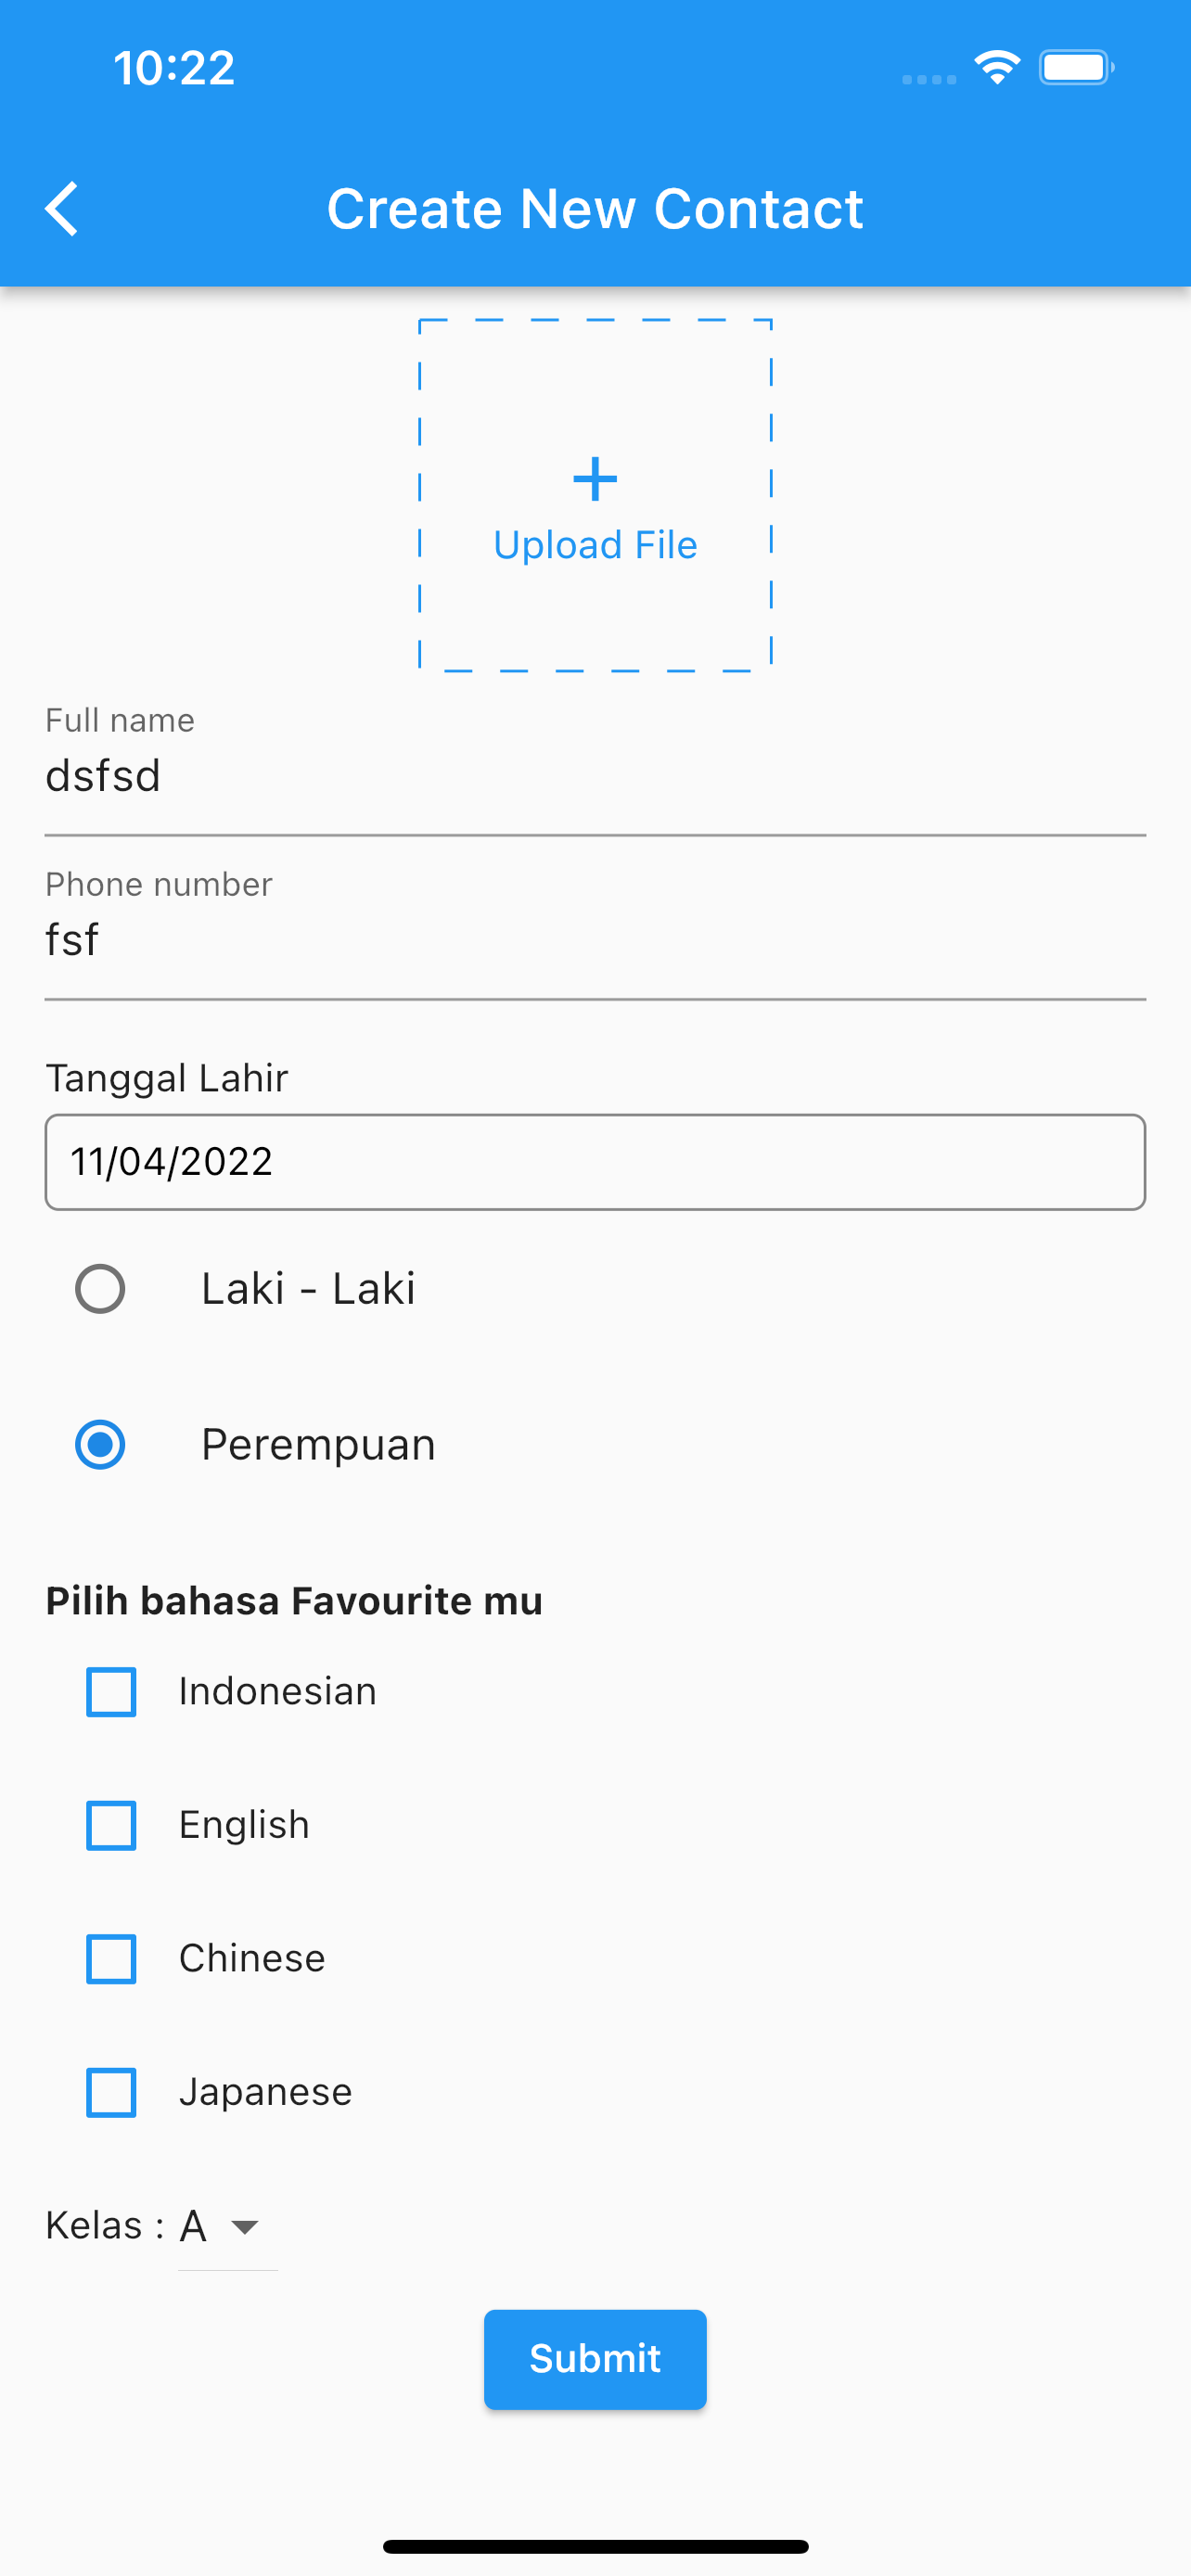 10:22
Create New Contact
Upload File
Full name
dsfsd
Phone number
fsf
Tanggal Lahir
11/04/2022
Laki - Laki
Perempuan
Pilih bahasa Favourite mu
Indonesian
English
Chinese
Japanese
Kelas : A
Submit